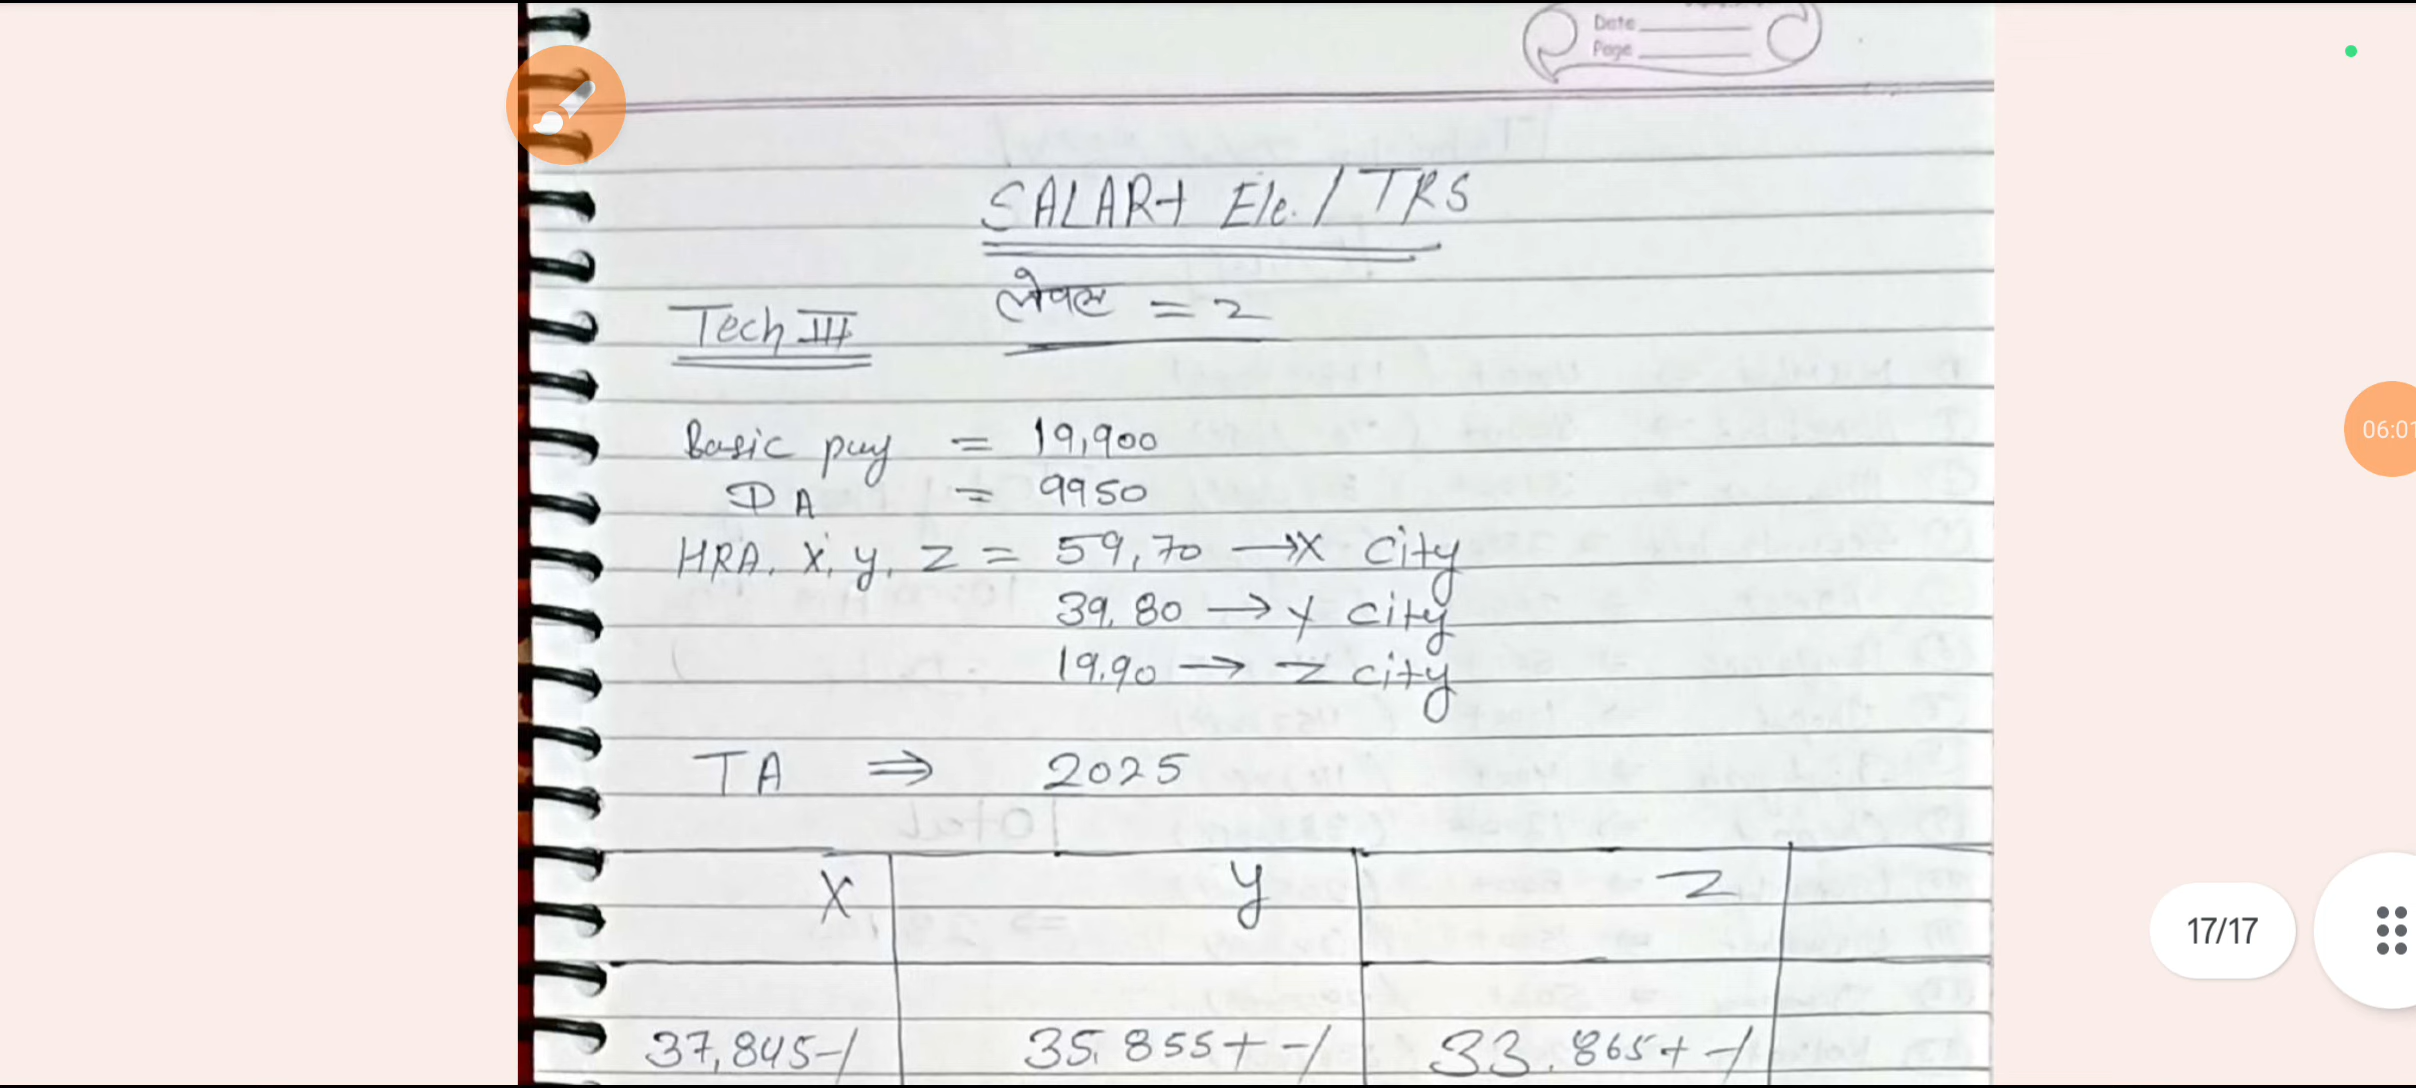 Date
Page
SALARY Ele. / TRS
लेवल = 2
Tech III
Basic pay = 19,900
DA = 9950
HRA. X, y, Z = 59,70 → X City
39,80 → Y City
19.90 → Z City
TA ⇒ 2025
X y Z
37,845-/ 35.855+ -/ 33.865+ -/
06:01
17/17